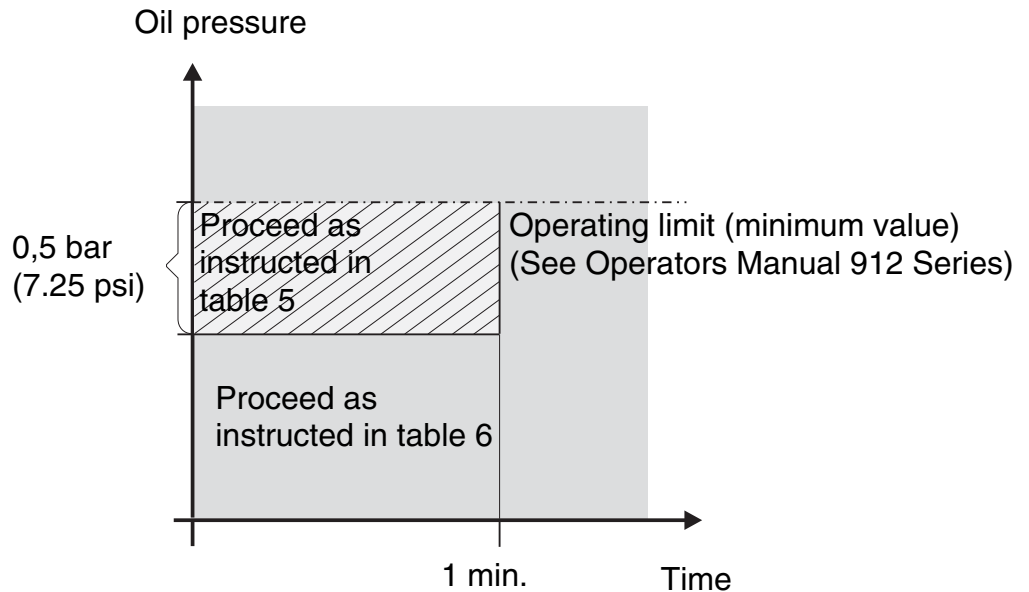 Oil pressure
0,5 bar
(7.25 psi)
Proceed as
instructed in
table 5
Operating limit (minimum value)
(See Operators Manual 912 Series)
Proceed as
instructed in table 6
1 min.
Time